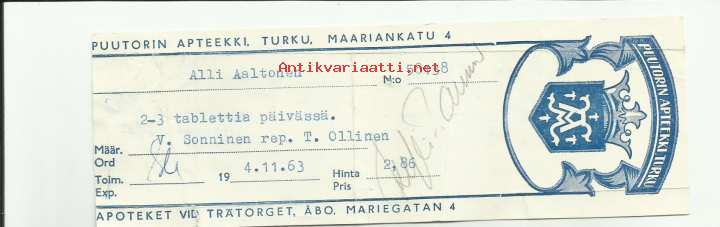 PUUTORIN APTEEKKI, TURKU, MAARIANKATU 4
Antikvariaatti.net
Alli Aaltonen N:o
2-3 tablettia päivässä.
V. Sonninen rep. T. Ollinen
Määr.
Ord
Toim.
Exp.
19 4.11.63
Hinta
Pris
2,86
APOTEKET VID TRÄTORGET, ÅBO, MARIEGATAN 4
PUUTORIN APTEEKKI TURKU